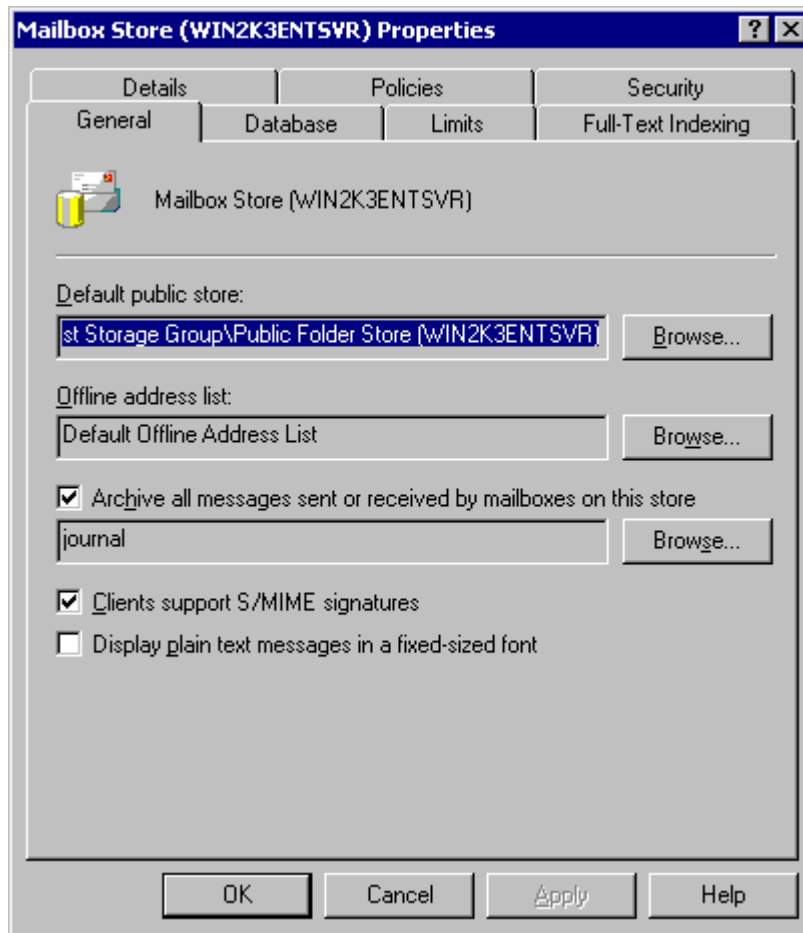 Mailbox Store (WIN2K3ENTSVR) Properties
Details Policies Security
General Database Limits Full-Text Indexing
Mailbox Store (WIN2K3ENTSVR)
Default public store:
st Storage Group\Public Folder Store (WIN2K3ENTSVR) Browse...
Offline address list:
Default Offline Address List Browse...
Archive all messages sent or received by mailboxes on this store
journal Browse...
Clients support S/MIME signatures
Display plain text messages in a fixed-sized font
OK Cancel Apply Help